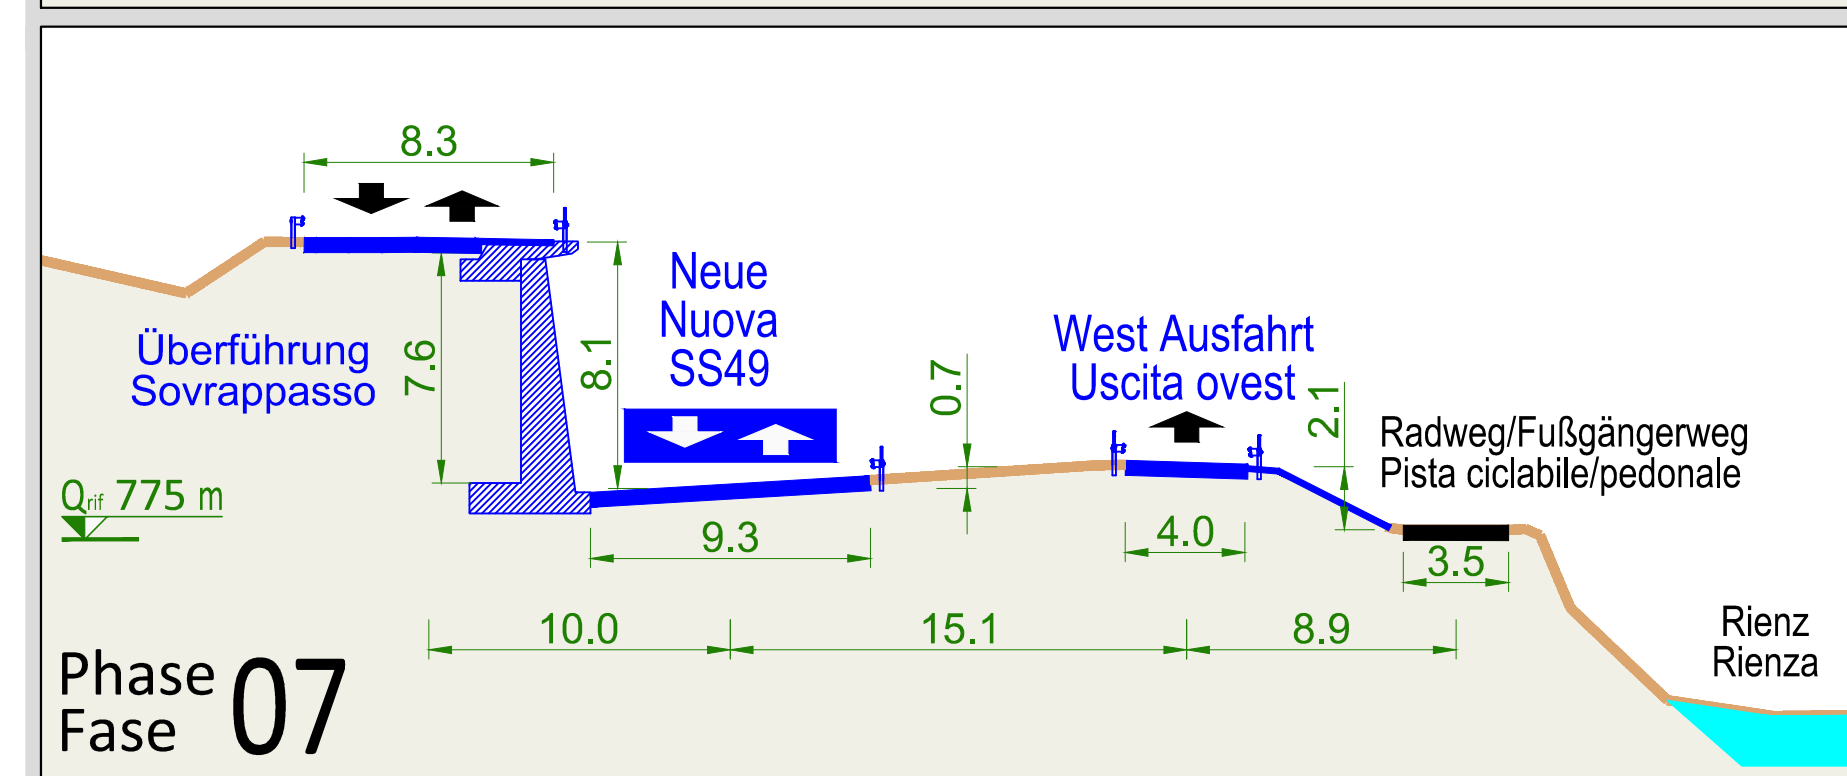 8.3
Neue
Nuova
SS49
Überführung
Sovrappasso
7.6
8.1
0.7
West Ausfahrt
Uscita ovest
2.1
Radweg/Fußgängerweg
Pista ciclabile/pedonale
Qrif 775 m
9.3
4.0
3.5
10.0
15.1
8.9
Rienz
Rienza
Phase
Fase
07